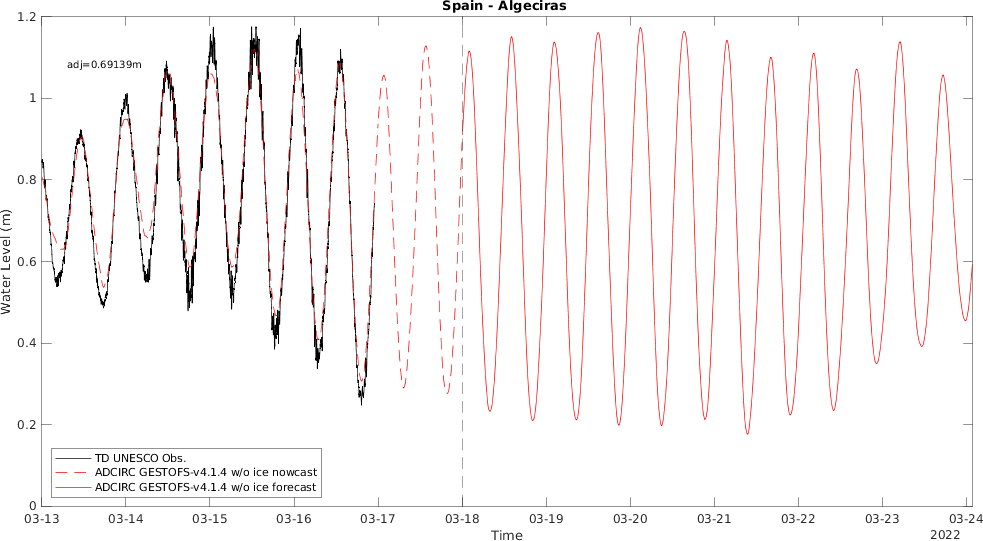 Spain - Algeciras
1.2
adj=0.69139m
1
0.8
0.6
0.4
0.2
0
Water Level (m)
TD UNESCO Obs.
ADCIRC GESTOFS-v4.1.4 w/o ice nowcast
ADCIRC GESTOFS-v4.1.4 w/o ice forecast
03-13 03-14 03-15 03-16 03-17 03-18 03-19 03-20 03-21 03-22 03-23 03-24
Time
2022